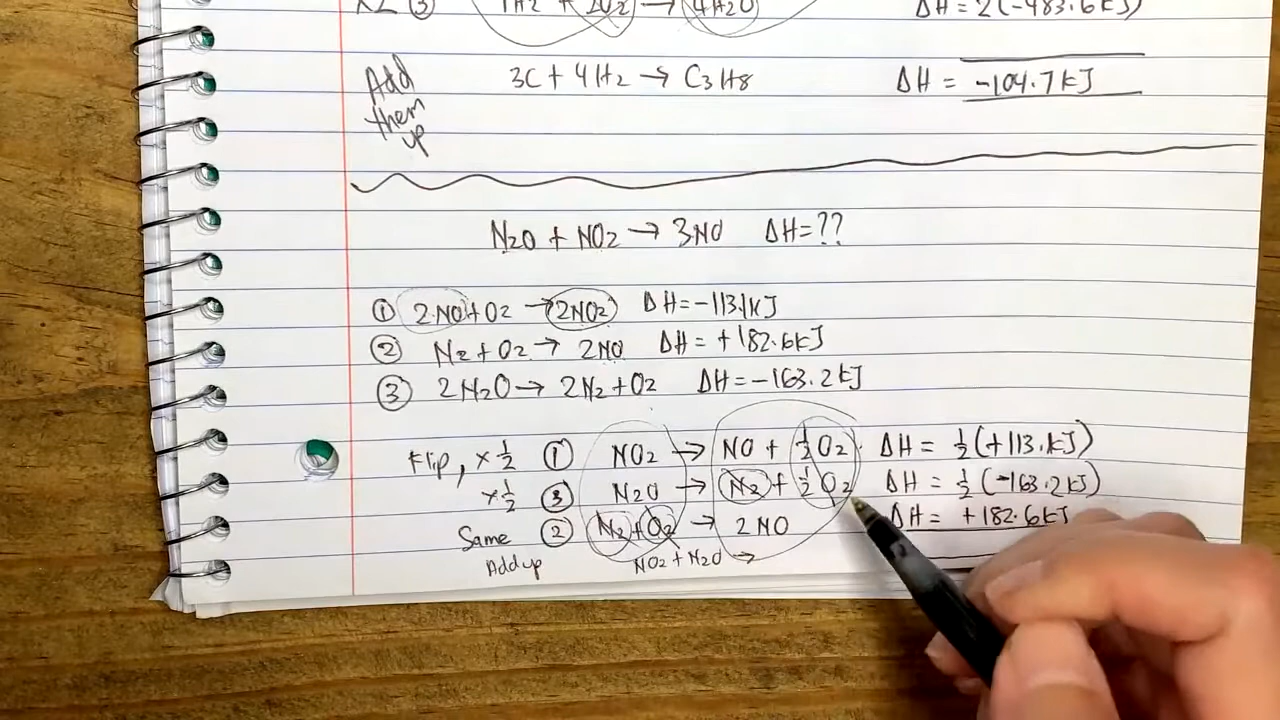 x2 ③ 4H2 + 2O2 → 4H2O ΔH = 2(-483.6kJ)
Add them up 3C + 4H2 → C3H8 ΔH = -104.7kJ
N2O + NO2 → 3NO ΔH = ??
① 2NO + O2 → 2NO2 ΔH = -113.1kJ
② N2 + O2 → 2NO ΔH = +182.6kJ
③ 2N2O → 2N2 + O2 ΔH = -163.2kJ
Flip, x ½ ① NO2 → NO + ½O2 ΔH = ½(+113.1kJ)
x ½ ③ N2O → N2 + ½O2 ΔH = ½(-163.2kJ)
Same ② N2 + O2 → 2NO ΔH = +182.6kJ
Add up NO2 + N2O →